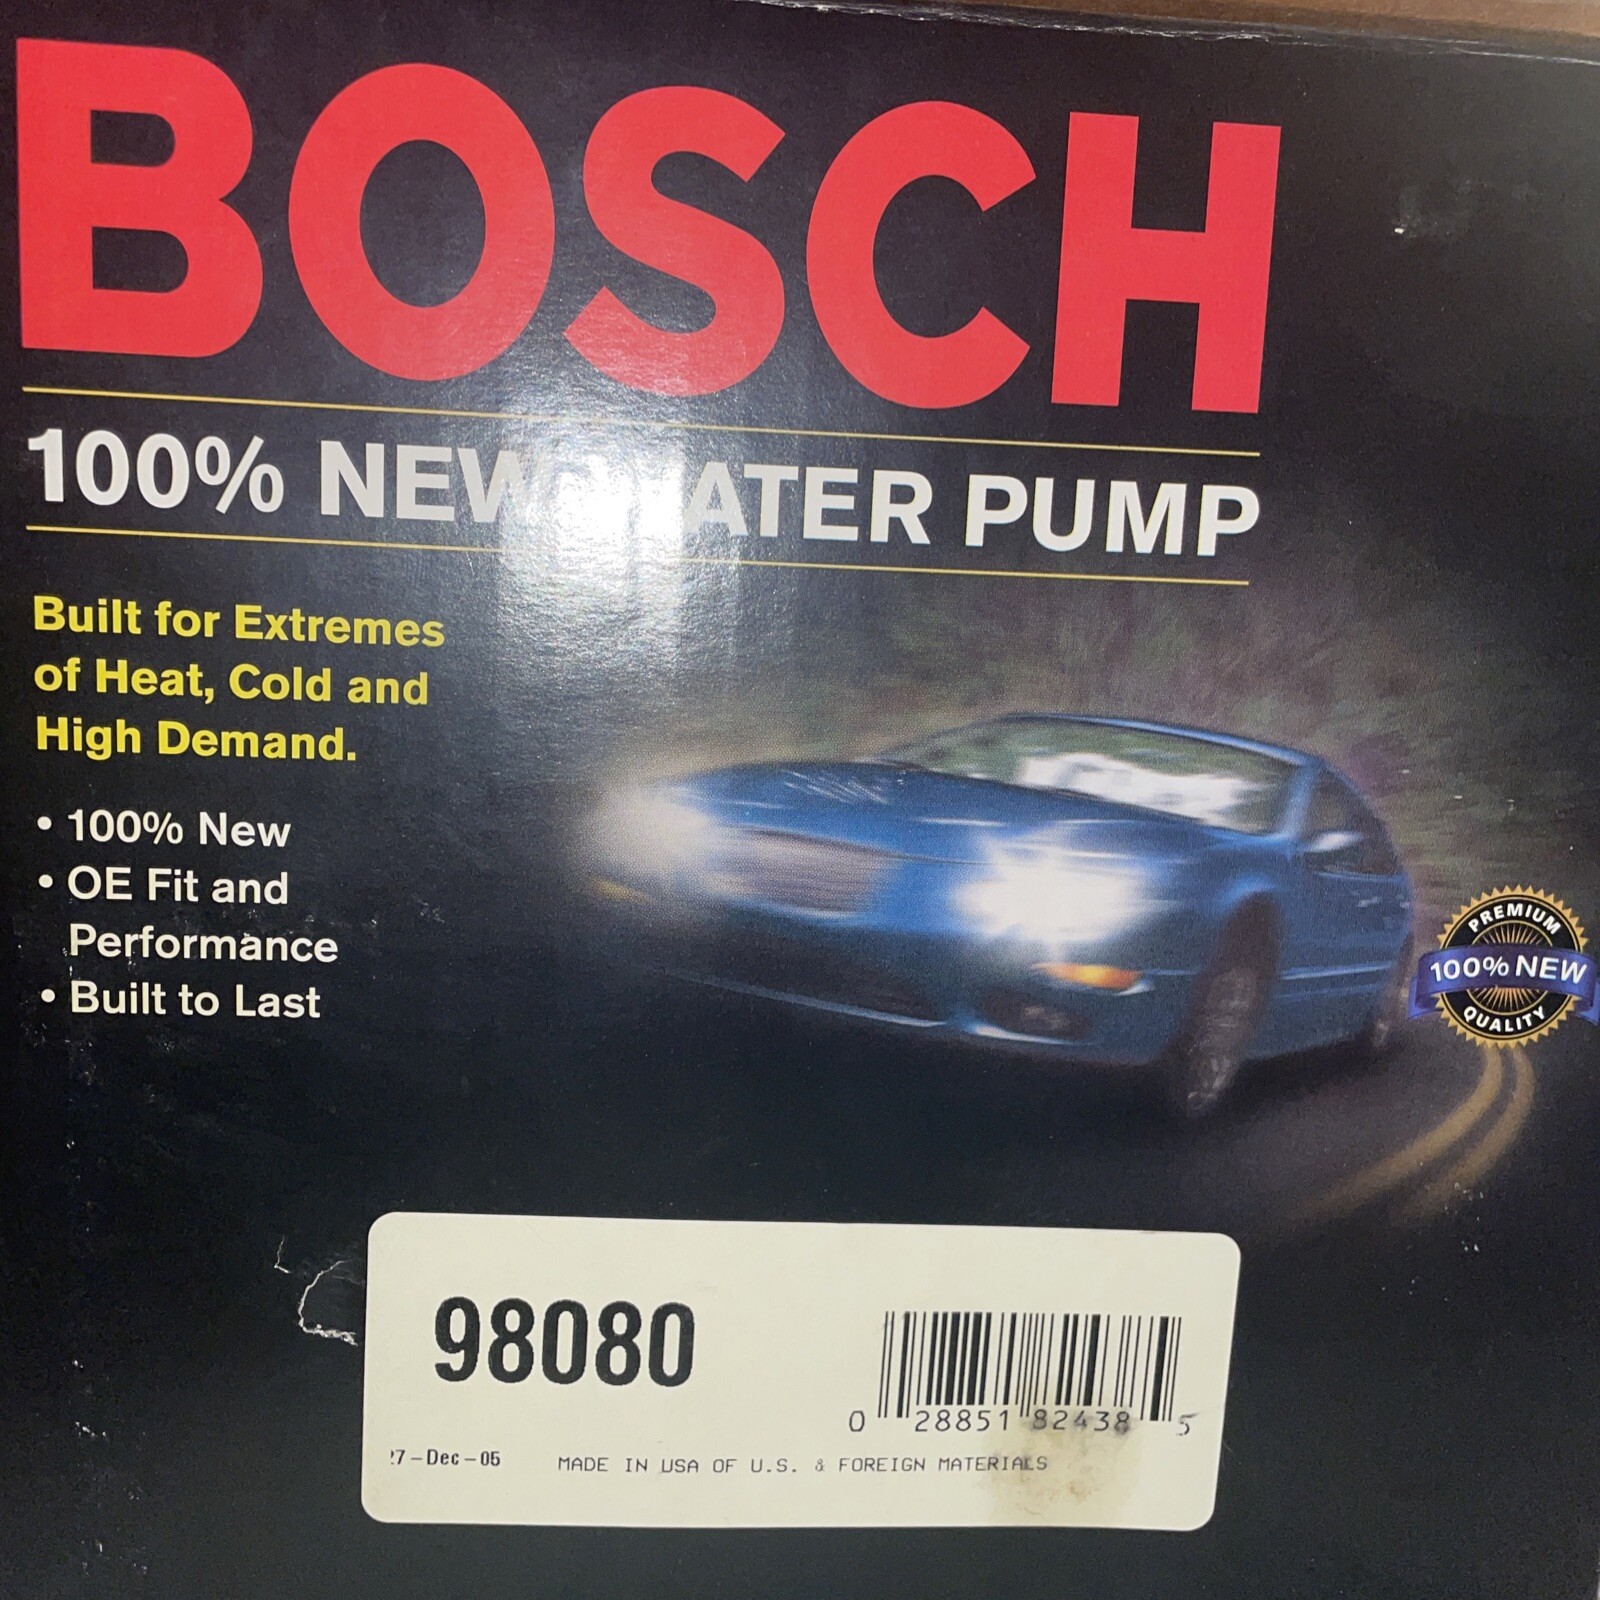 BOSCH
100% NEW WATER PUMP
Built for Extremes
of Heat, Cold and
High Demand.
• 100% New
• OE Fit and
Performance
• Built to Last
PREMIUM
100% NEW
QUALITY
98080
0 28851 82438 5
7-Dec-05 MADE IN USA OF U.S. & FOREIGN MATERIALS